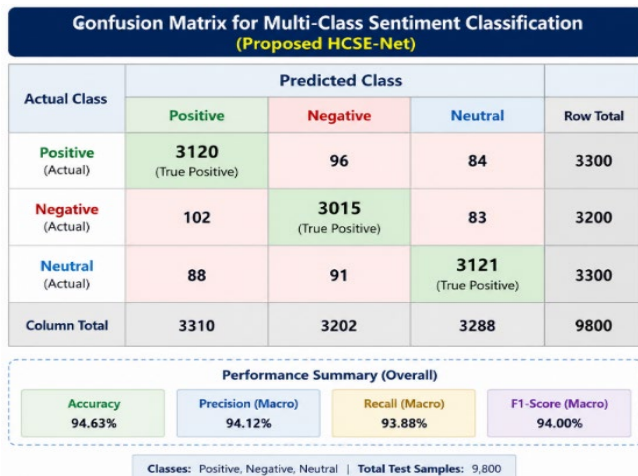 Confusion Matrix for Multi-Class Sentiment Classification
(Proposed HCSE-Net)
Actual Class
Predicted Class
Positive Negative Neutral Row Total
Positive
(Actual)
3120
(True Positive)
96 84 3300
Negative
(Actual)
102
3015
(True Positive)
83 3200
Neutral
(Actual)
88 91
3121
(True Positive)
3300
Column Total 3310 3202 3288 9800
Performance Summary (Overall)
Accuracy Precision (Macro) Recall (Macro) F1-Score (Macro)
94.63% 94.12% 93.88% 94.00%
Classes: Positive, Negative, Neutral | Total Test Samples: 9,800